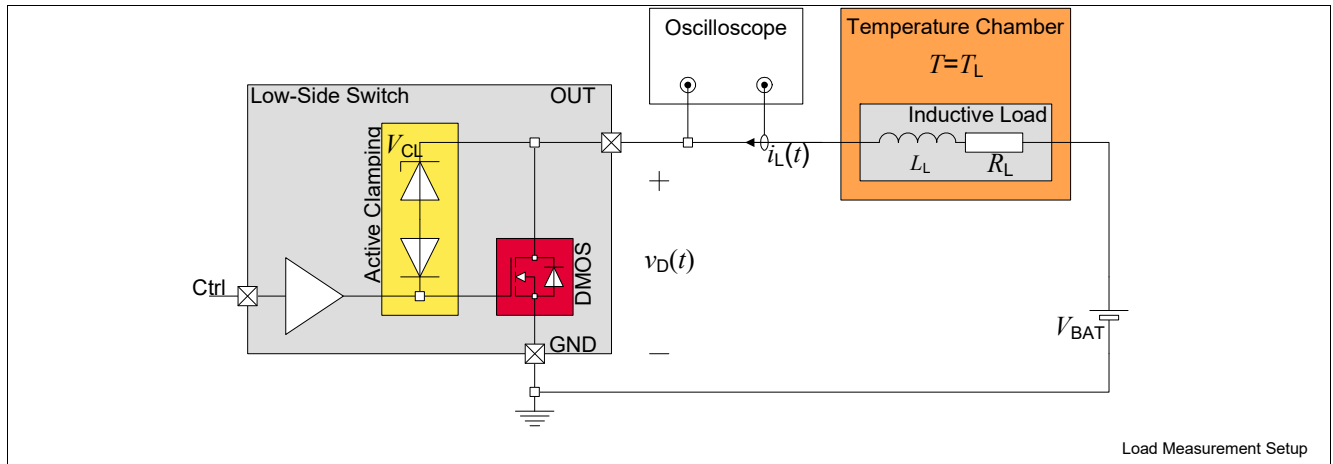 Oscilloscope
Temperature Chamber
T=TL
Low-Side Switch
OUT
Inductive Load
VCL
iL(t)
LL
RL
+
Active Clamping
vD(t)
DMOS
Ctrl
VBAT
GND
−
Load Measurement Setup